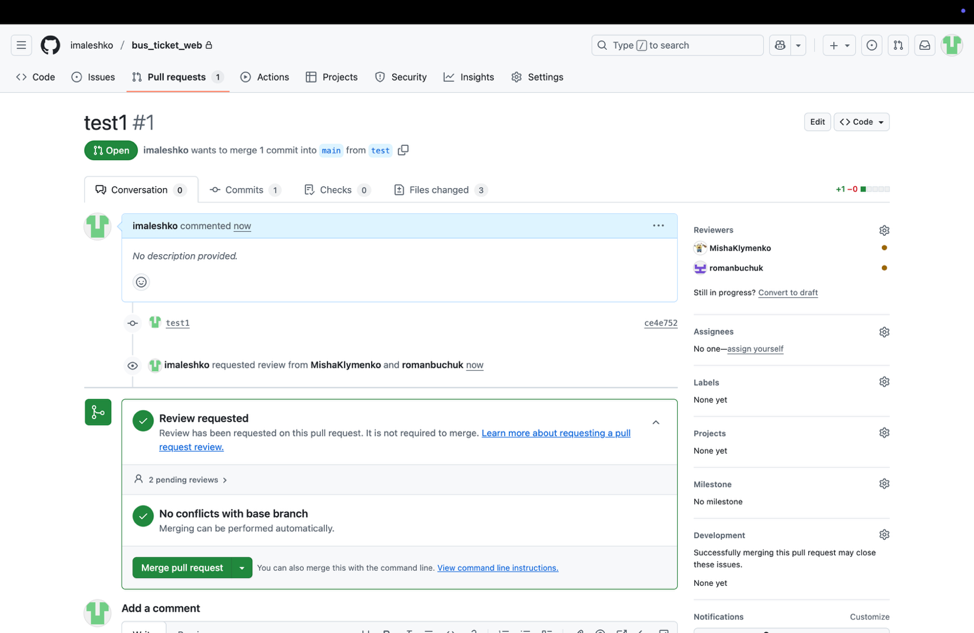 imaleshko / bus_ticket_web
Type / to search
Code Issues Pull requests 1 Actions Projects Security Insights Settings
test1 #1
Edit Code
Open imaleshko wants to merge 1 commit into main from test
Conversation 0 Commits 1 Checks 0 Files changed 3
+1 −0
imaleshko commented now
No description provided.
test1 ce4e752
imaleshko requested review from MishaKlymenko and romanbuchuk now
Review requested
Review has been requested on this pull request. It is not required to merge. Learn more about requesting a pull
request review.
2 pending reviews
No conflicts with base branch
Merging can be performed automatically.
Merge pull request You can also merge this with the command line. View command line instructions.
Add a comment
Reviewers
MishaKlymenko
romanbuchuk
Still in progress? Convert to draft
Assignees
No one—assign yourself
Labels
None yet
Projects
None yet
Milestone
No milestone
Development
Successfully merging this pull request may close
these issues.
None yet
Notifications Customize